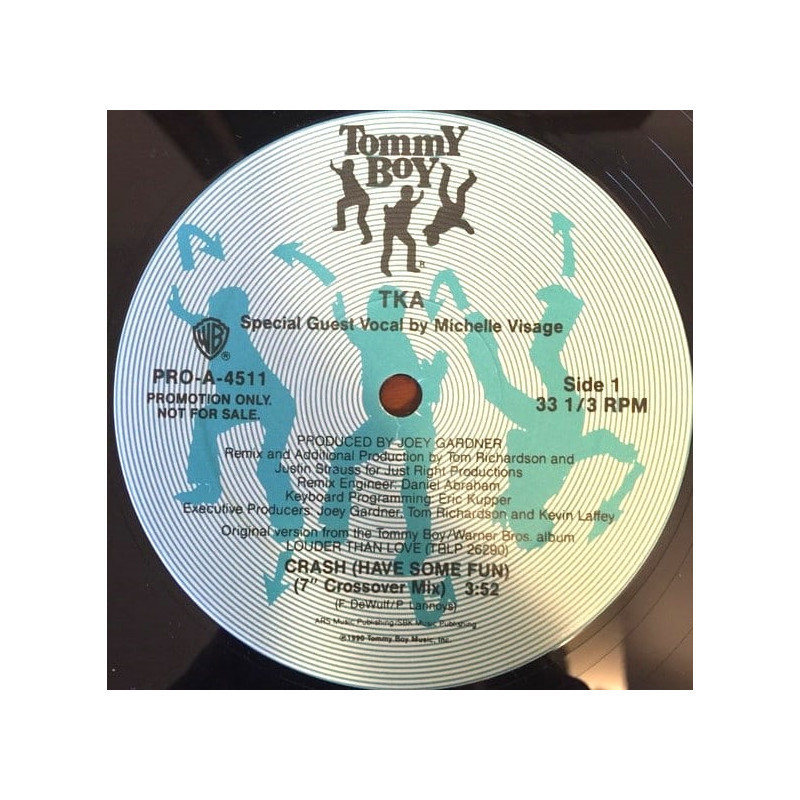 Tommy
Boy
®
TKA
Special Guest Vocal by Michelle Visage
WB
®
PRO-A-4511
PROMOTION ONLY.
NOT FOR SALE.
Side 1
33 1/3 RPM
PRODUCED BY JOEY GARDNER
Remix and Additional Production by Tom Richardson and
Justin Strauss for Just Right Productions
Remix Engineer: Daniel Abraham
Keyboard Programming: Eric Kupper
Executive Producers: Joey Gardner, Tom Richardson and Kevin Laffey
Original version from the Tommy Boy/Warner Bros. album
LOUDER THAN LOVE (TBLP 26290)
CRASH (HAVE SOME FUN)
(7" Crossover Mix) 3:52
(F. DeWulf/P. Lannoys)
ARS Music Publishing/SBK Music Publishing
℗1990 Tommy Boy Music, Inc.